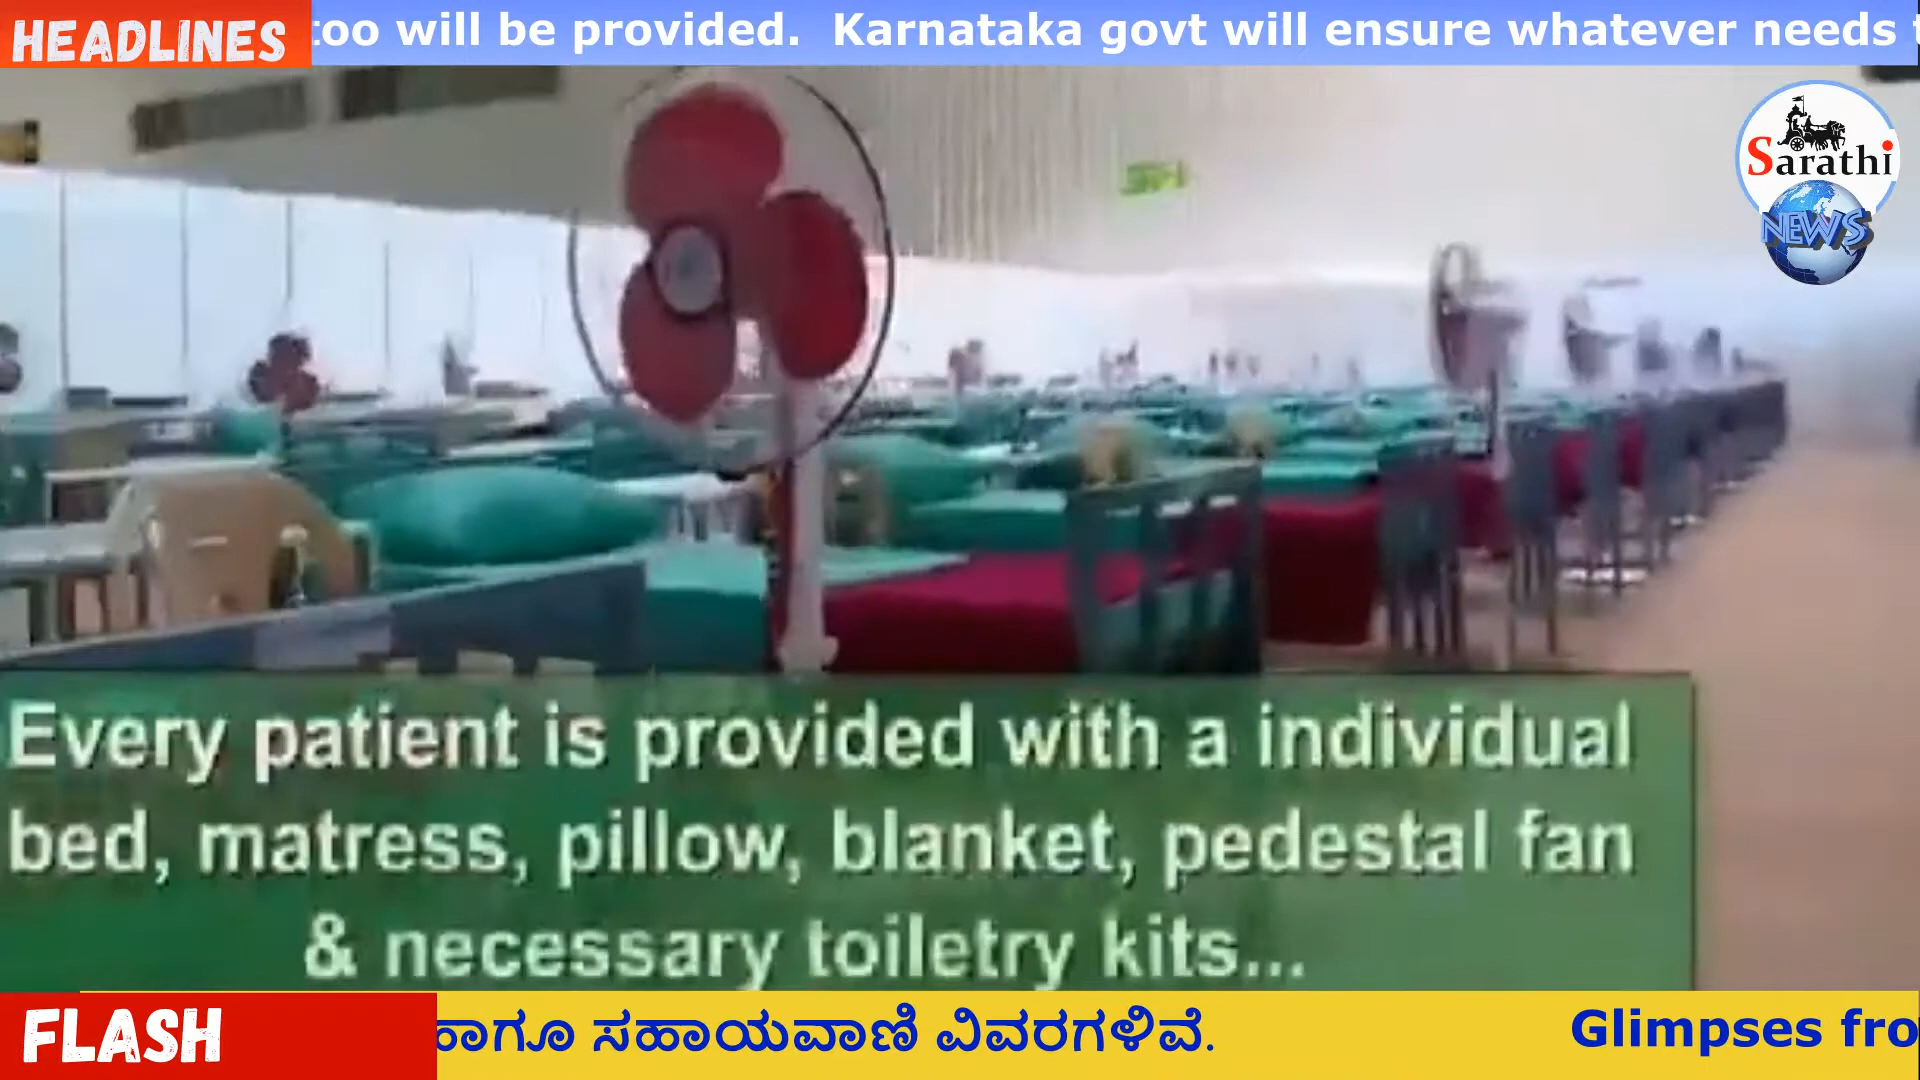 HEADLINES
too will be provided. Karnataka govt will ensure whatever needs
Sarathi
NEWS
Every patient is provided with a individual
bed, matress, pillow, blanket, pedestal fan
& necessary toiletry kits...
FLASH
ಹಾಗೂ ಸಹಾಯವಾಣಿ ವಿವರಗಳಿವೆ.
Glimpses fro